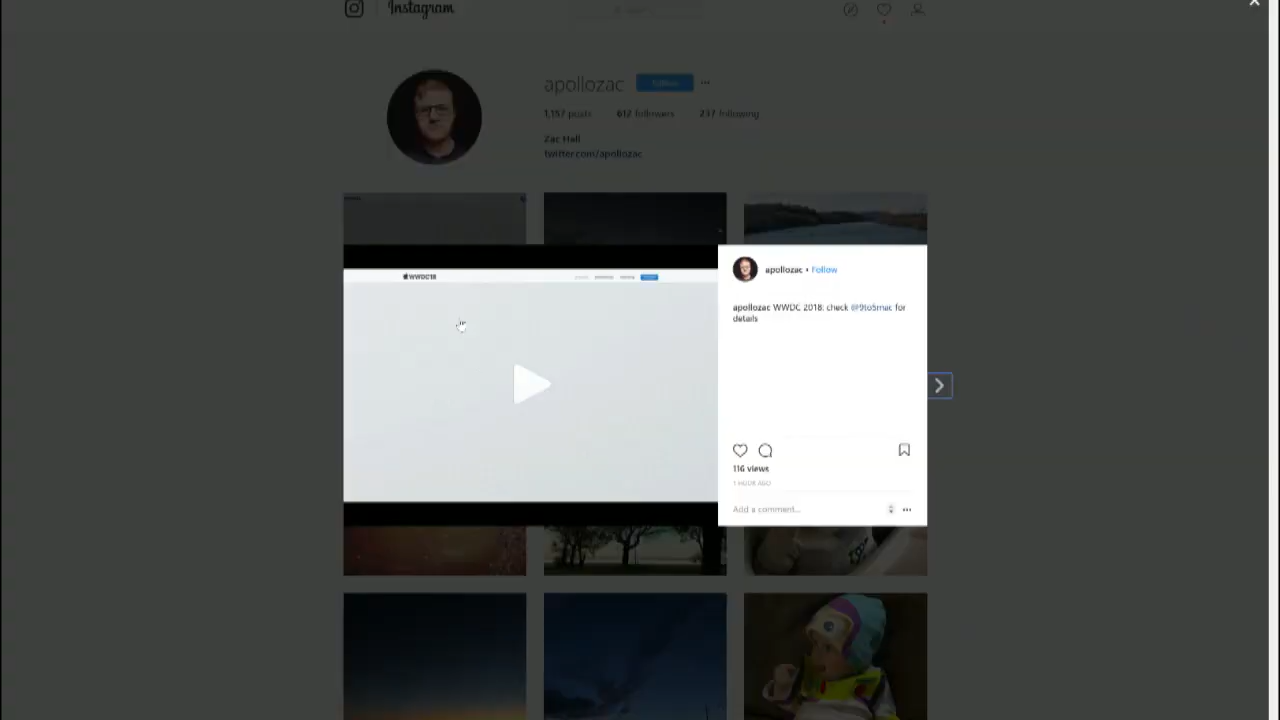 Instagram
apollozac
1,157 posts 612 followers 237 following
Zac Hall
twitter.com/apollozac
WWDC18
apollozac • Follow
apollozac WWDC 2018: check @9to5mac for
details
116 views
1 HOUR AGO
Add a comment...